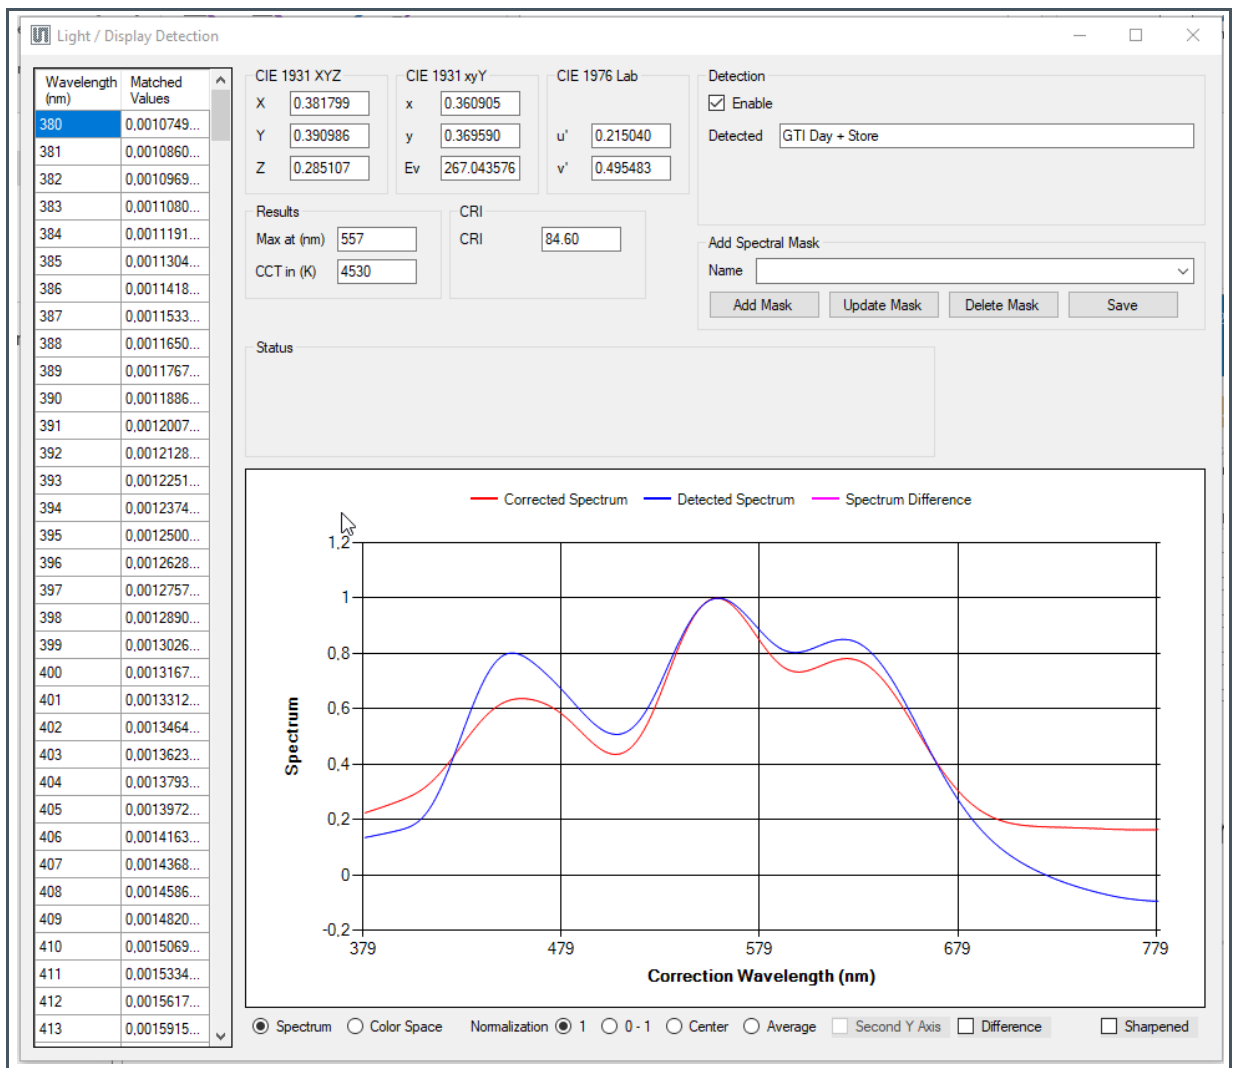 Light / Display Detection
Wavelength (nm) Matched Values
380 0,0010749...
381 0,0010860...
382 0,0010969...
383 0,0011080...
384 0,0011191...
385 0,0011304...
386 0,0011418...
387 0,0011533...
388 0,0011650...
389 0,0011767...
390 0,0011886...
391 0,0012007...
392 0,0012128...
393 0,0012251...
394 0,0012374...
395 0,0012500...
396 0,0012628...
397 0,0012757...
398 0,0012890...
399 0,0013026...
400 0,0013167...
401 0,0013312...
402 0,0013464...
403 0,0013623...
404 0,0013793...
405 0,0013972...
406 0,0014163...
407 0,0014368...
408 0,0014586...
409 0,0014820...
410 0,0015069...
411 0,0015334...
412 0,0015617...
413 0,0015915...
CIE 1931 XYZ
X 0.381799
Y 0.390986
Z 0.285107
CIE 1931 xyY
x 0.360905
y 0.369590
Ev 267.043576
CIE 1976 Lab
u' 0.215040
v' 0.495483
Detection
Enable
Detected GTI Day + Store
Results
Max at (nm) 557
CCT in (K) 4530
CRI
CRI 84.60
Add Spectral Mask
Name
Add Mask Update Mask Delete Mask Save
Status
Corrected Spectrum Detected Spectrum Spectrum Difference
1,2
1
0,8
0,6
0,4
0,2
0
-0,2
Spectrum
379 479 579 679 779
Correction Wavelength (nm)
Spectrum Color Space Normalization 1 0 - 1 Center Average Second Y Axis Difference Sharpened